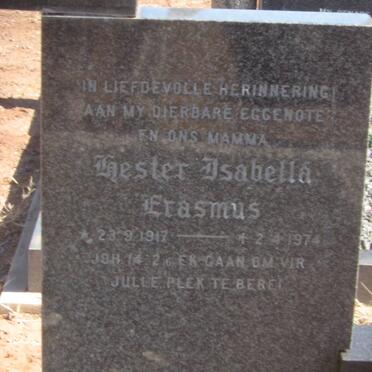 IN LIEFDEVOLLE HERINNERING
AAN MY DIERBARE EGGENOTE
EN ONS MAMMA
Hester Isabella
Erasmus
23·9·1917 — 2·4·1974
JOH 14:2 EK GAAN OM VIR
JULLE PLEK TE BEREI